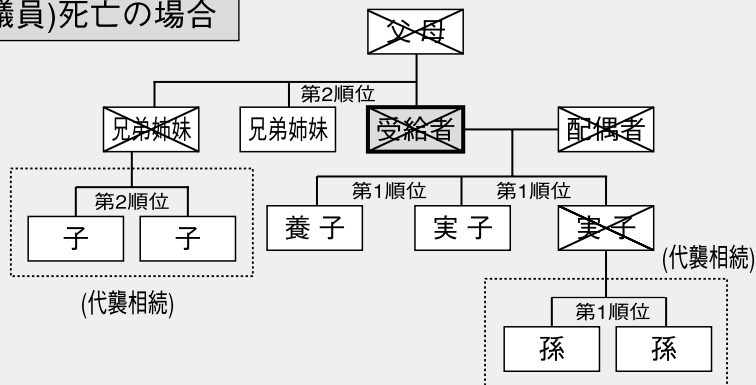 議員)死亡の場合
父 母
第2順位
兄弟姉妹
兄弟姉妹
受給者
配偶者
第2順位
第1順位
第1順位
子
子
養 子
実 子
実 子
(代襲相続)
(代襲相続)
第1順位
孫
孫